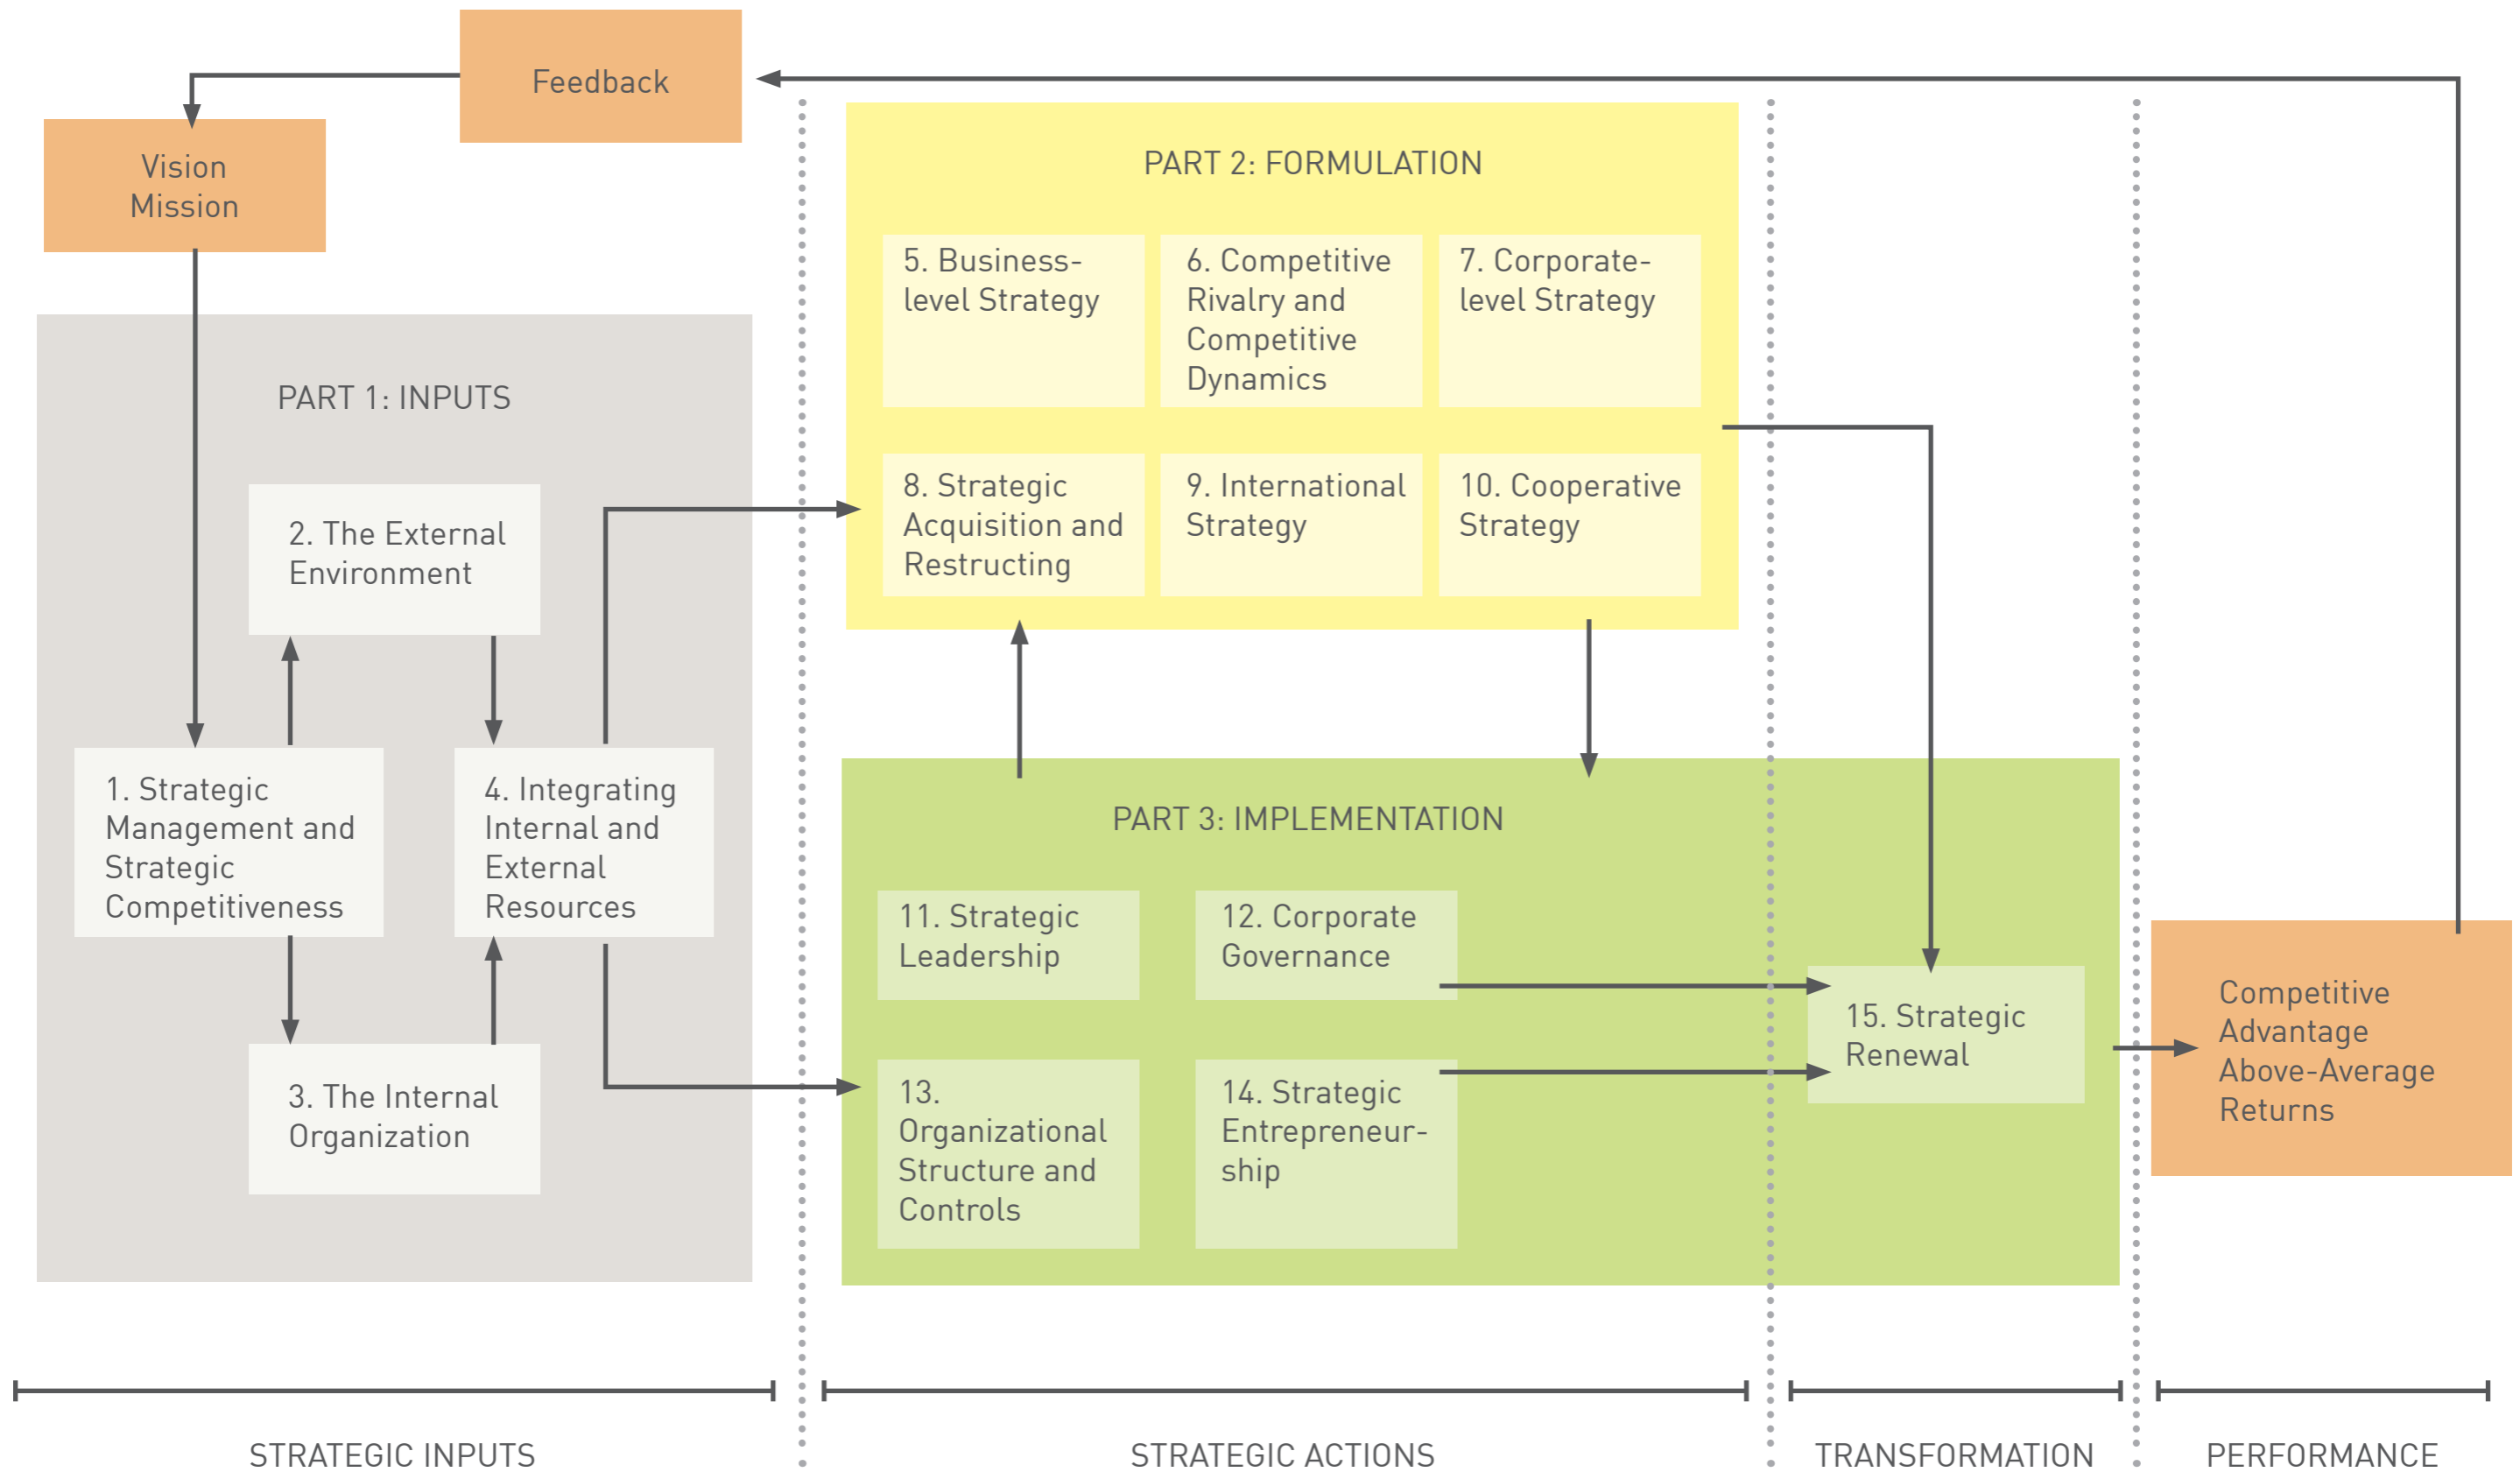 Feedback
Vision
Mission
PART 1: INPUTS
2. The External
Environment
1. Strategic
Management and
Strategic
Competitiveness
4. Integrating
Internal and
External
Resources
3. The Internal
Organization
PART 2: FORMULATION
5. Business-
level Strategy
6. Competitive
Rivalry and
Competitive
Dynamics
7. Corporate-
level Strategy
8. Strategic
Acquisition and
Restructing
9. International
Strategy
10. Cooperative
Strategy
PART 3: IMPLEMENTATION
11. Strategic
Leadership
12. Corporate
Governance
13.
Organizational
Structure and
Controls
14. Strategic
Entrepreneur-
ship
15. Strategic
Renewal
Competitive
Advantage
Above-Average
Returns
STRATEGIC INPUTS
STRATEGIC ACTIONS
TRANSFORMATION
PERFORMANCE